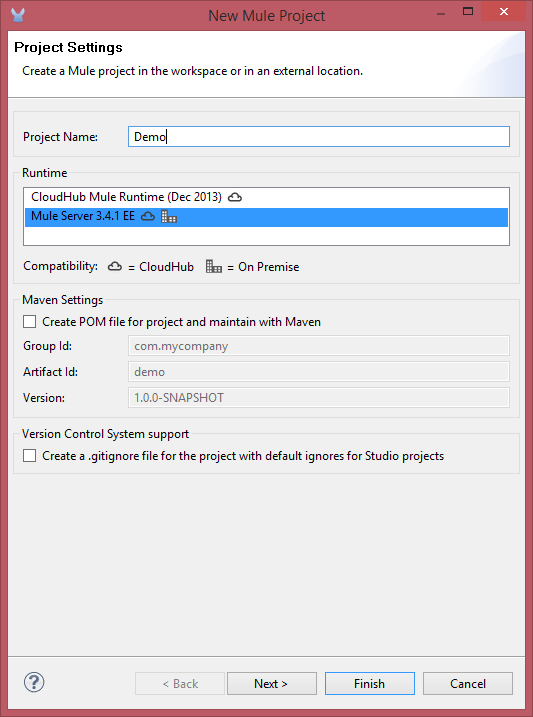 New Mule Project
Project Settings
Create a Mule project in the workspace or in an external location.
Project Name: Demo
Runtime
CloudHub Mule Runtime (Dec 2013)
Mule Server 3.4.1 EE
Compatibility: = CloudHub = On Premise
Maven Settings
Create POM file for project and maintain with Maven
Group Id: com.mycompany
Artifact Id: demo
Version: 1.0.0-SNAPSHOT
Version Control System support
Create a .gitignore file for the project with default ignores for Studio projects
? < Back Next > Finish Cancel